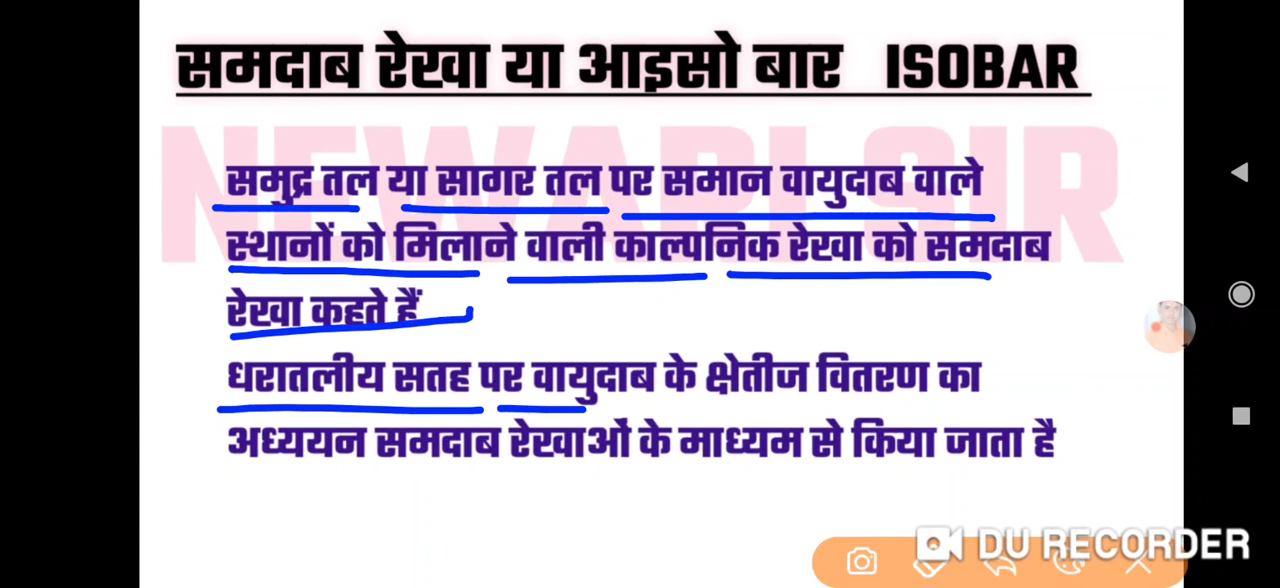 समदाब रेखा या आइसो बार ISOBAR
NEWARI SIR
समुद्र तल या सागर तल पर समान वायुदाब वाले
स्थानों को मिलाने वाली काल्पनिक रेखा को समदाब
रेखा कहते हैं
धरातलीय सतह पर वायुदाब के क्षेतीज वितरण का
अध्ययन समदाब रेखाओं के माध्यम से किया जाता है
DU RECORDER